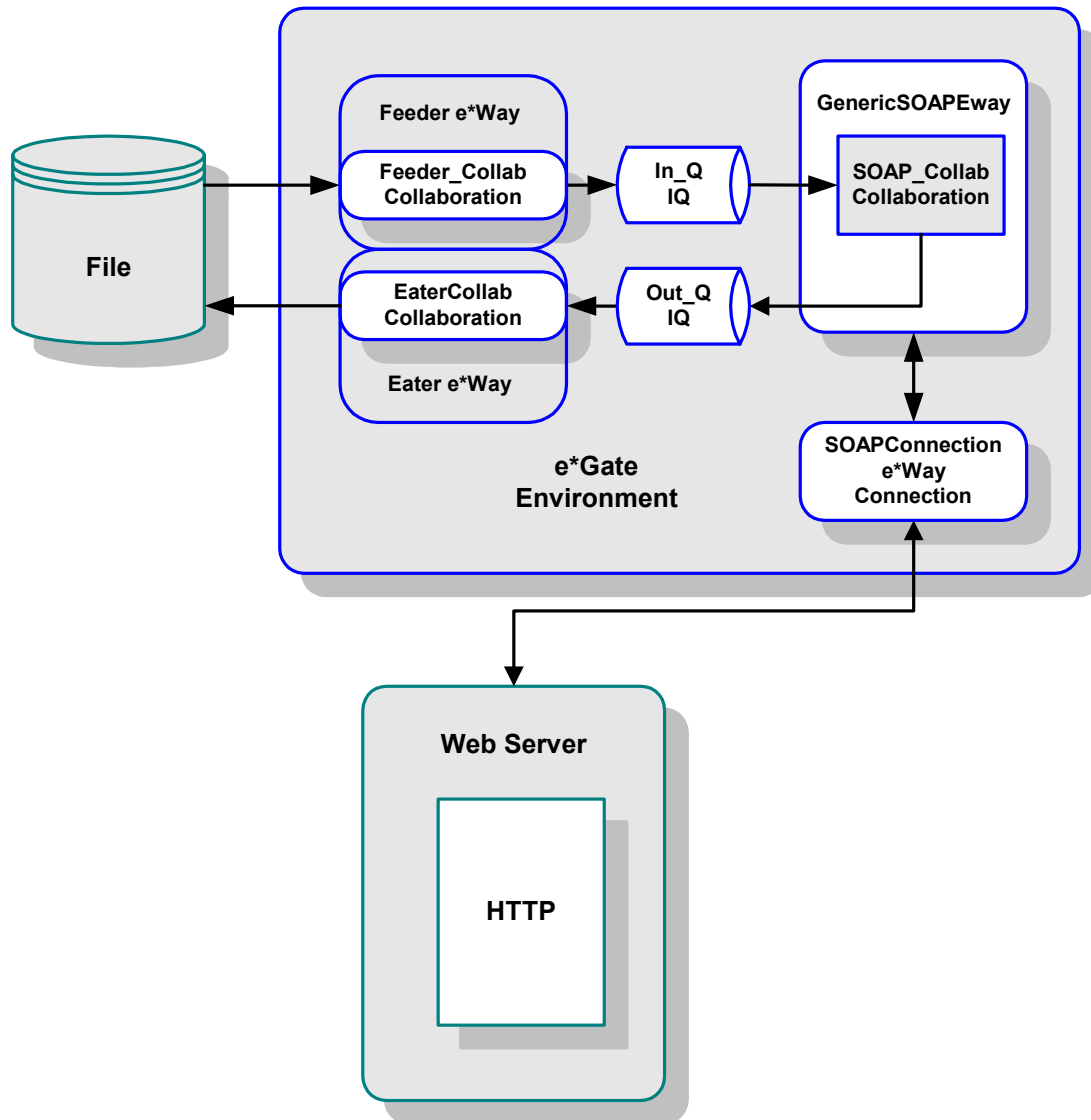 Feeder e*Way
GenericSOAPEway
Feeder_Collab
Collaboration
In_Q
IQ
SOAP_Collab
Collaboration
File
EaterCollab
Collaboration
Out_Q
IQ
Eater e*Way
SOAPConnection
e*Way
Connection
e*Gate
Environment
Web Server
HTTP